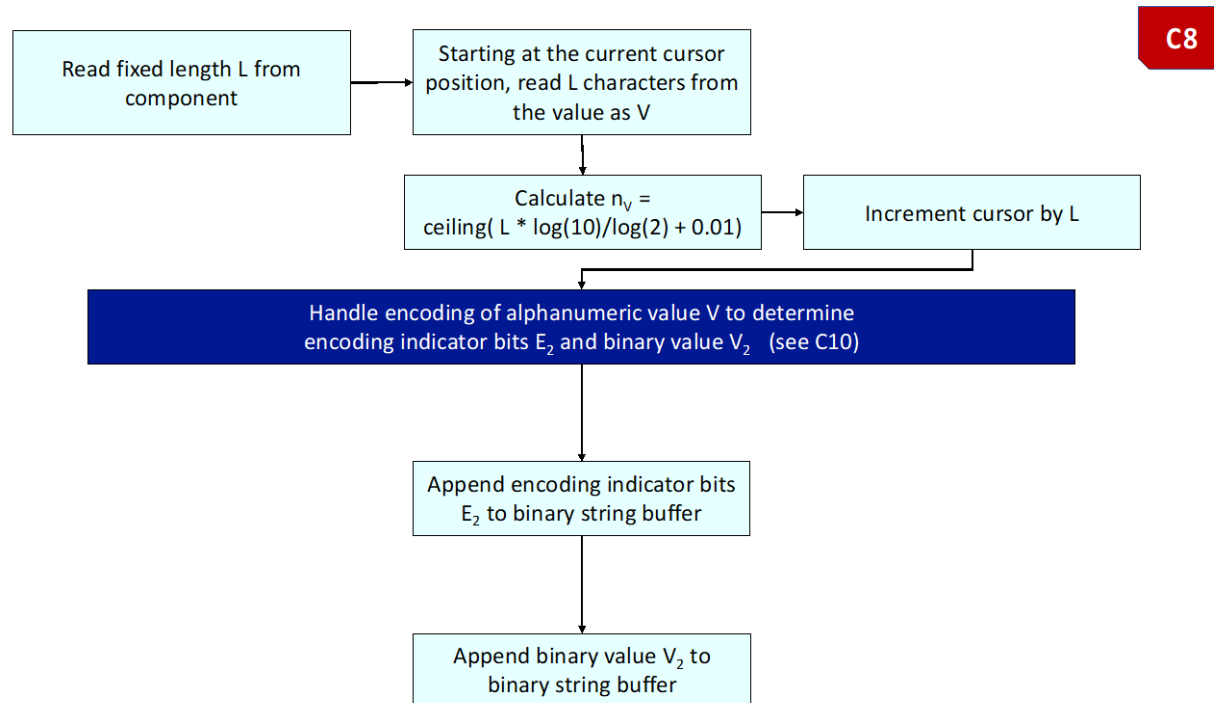 C8
Read fixed length L from
component
Starting at the current cursor
position, read L characters from
the value as V
Calculate nV =
ceiling( L * log(10)/log(2) + 0.01)
Increment cursor by L
Handle encoding of alphanumeric value V to determine
encoding indicator bits E2 and binary value V2 (see C10)
Append encoding indicator bits
E2 to binary string buffer
Append binary value V2 to
binary string buffer